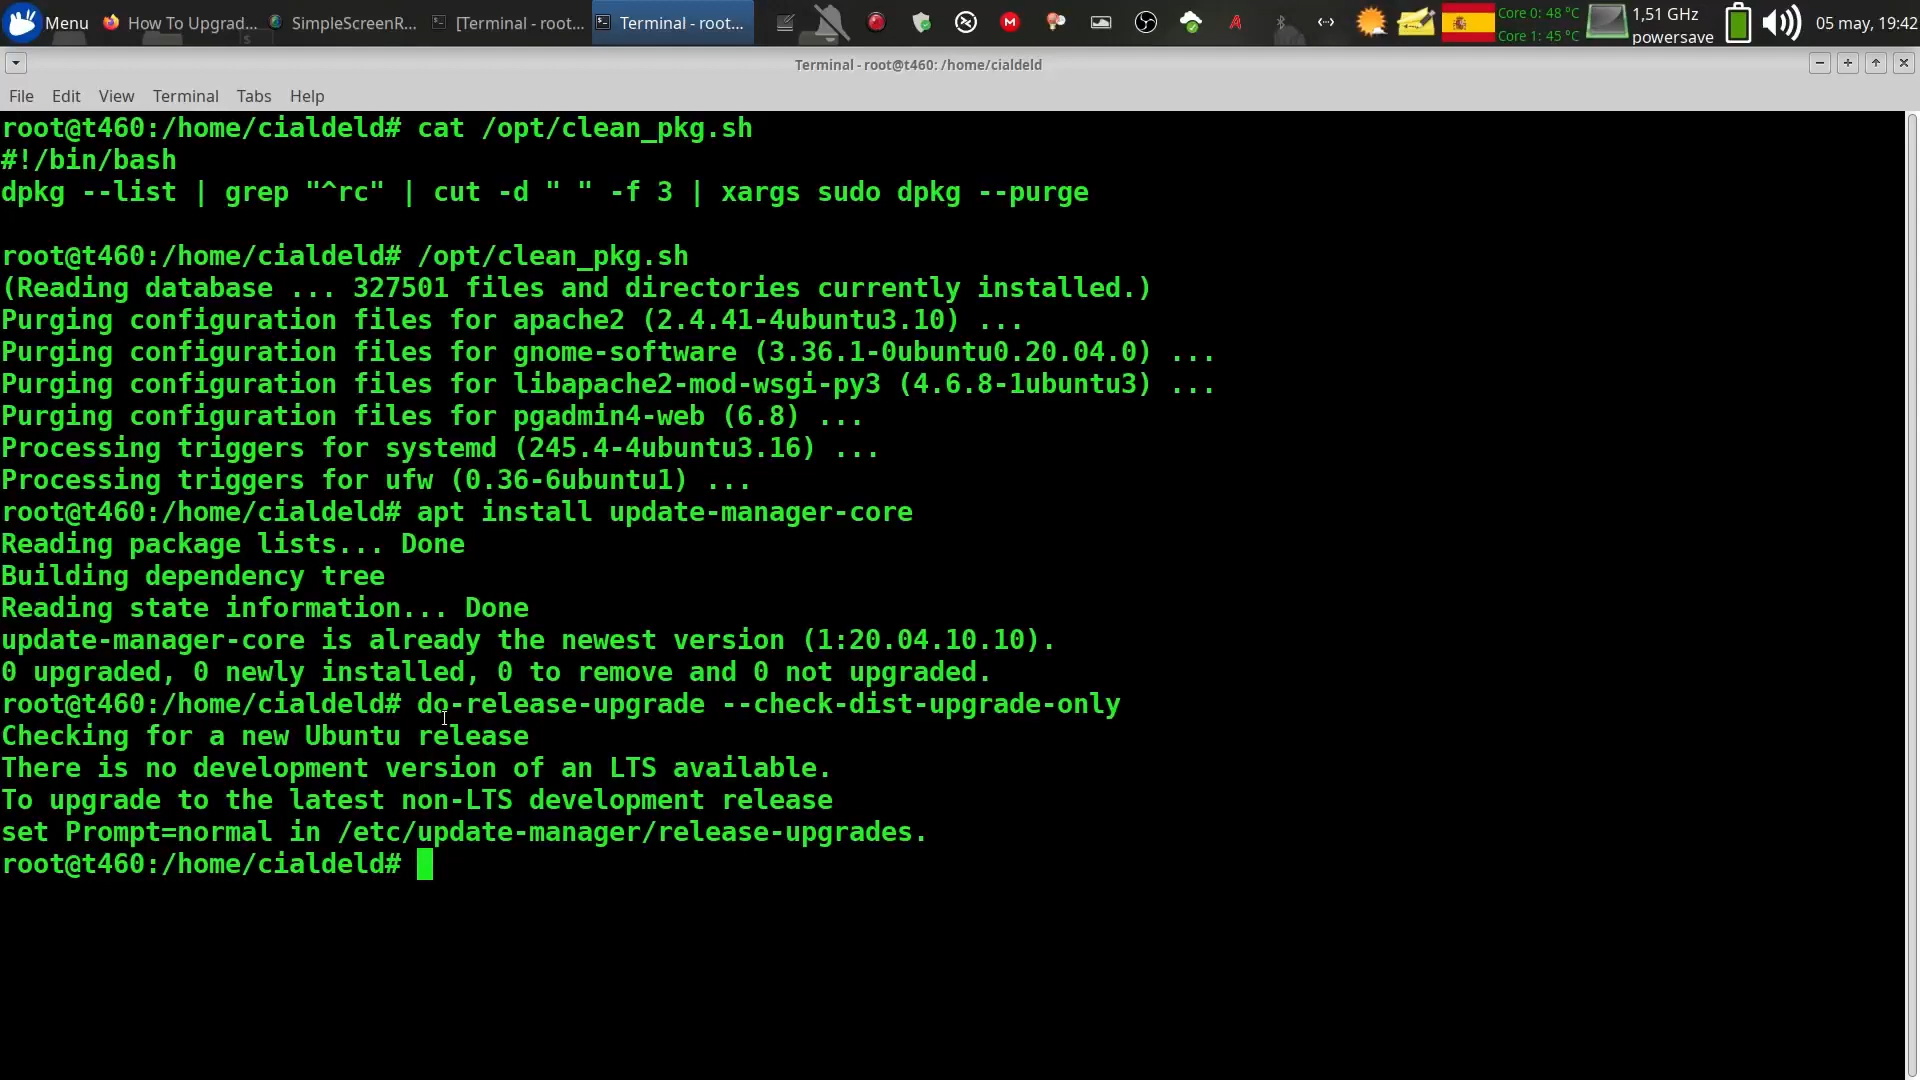 Menu
How To Upgrad...
SimpleScreenR...
[Terminal - root...
Terminal - root...
Core 0: 48 °C
Core 1: 45 °C
1,51 GHz
powersave
05 may, 19:42
Terminal - root@t460: /home/cialdeld
File Edit View Terminal Tabs Help
root@t460:/home/cialdeld# cat /opt/clean_pkg.sh
#!/bin/bash
dpkg --list | grep "^rc" | cut -d " " -f 3 | xargs sudo dpkg --purge
root@t460:/home/cialdeld# /opt/clean_pkg.sh
(Reading database ... 327501 files and directories currently installed.)
Purging configuration files for apache2 (2.4.41-4ubuntu3.10) ...
Purging configuration files for gnome-software (3.36.1-0ubuntu0.20.04.0) ...
Purging configuration files for libapache2-mod-wsgi-py3 (4.6.8-1ubuntu3) ...
Purging configuration files for pgadmin4-web (6.8) ...
Processing triggers for systemd (245.4-4ubuntu3.16) ...
Processing triggers for ufw (0.36-6ubuntu1) ...
root@t460:/home/cialdeld# apt install update-manager-core
Reading package lists... Done
Building dependency tree
Reading state information... Done
update-manager-core is already the newest version (1:20.04.10.10).
0 upgraded, 0 newly installed, 0 to remove and 0 not upgraded.
root@t460:/home/cialdeld# do-release-upgrade --check-dist-upgrade-only
Checking for a new Ubuntu release
There is no development version of an LTS available.
To upgrade to the latest non-LTS development release
set Prompt=normal in /etc/update-manager/release-upgrades.
root@t460:/home/cialdeld#